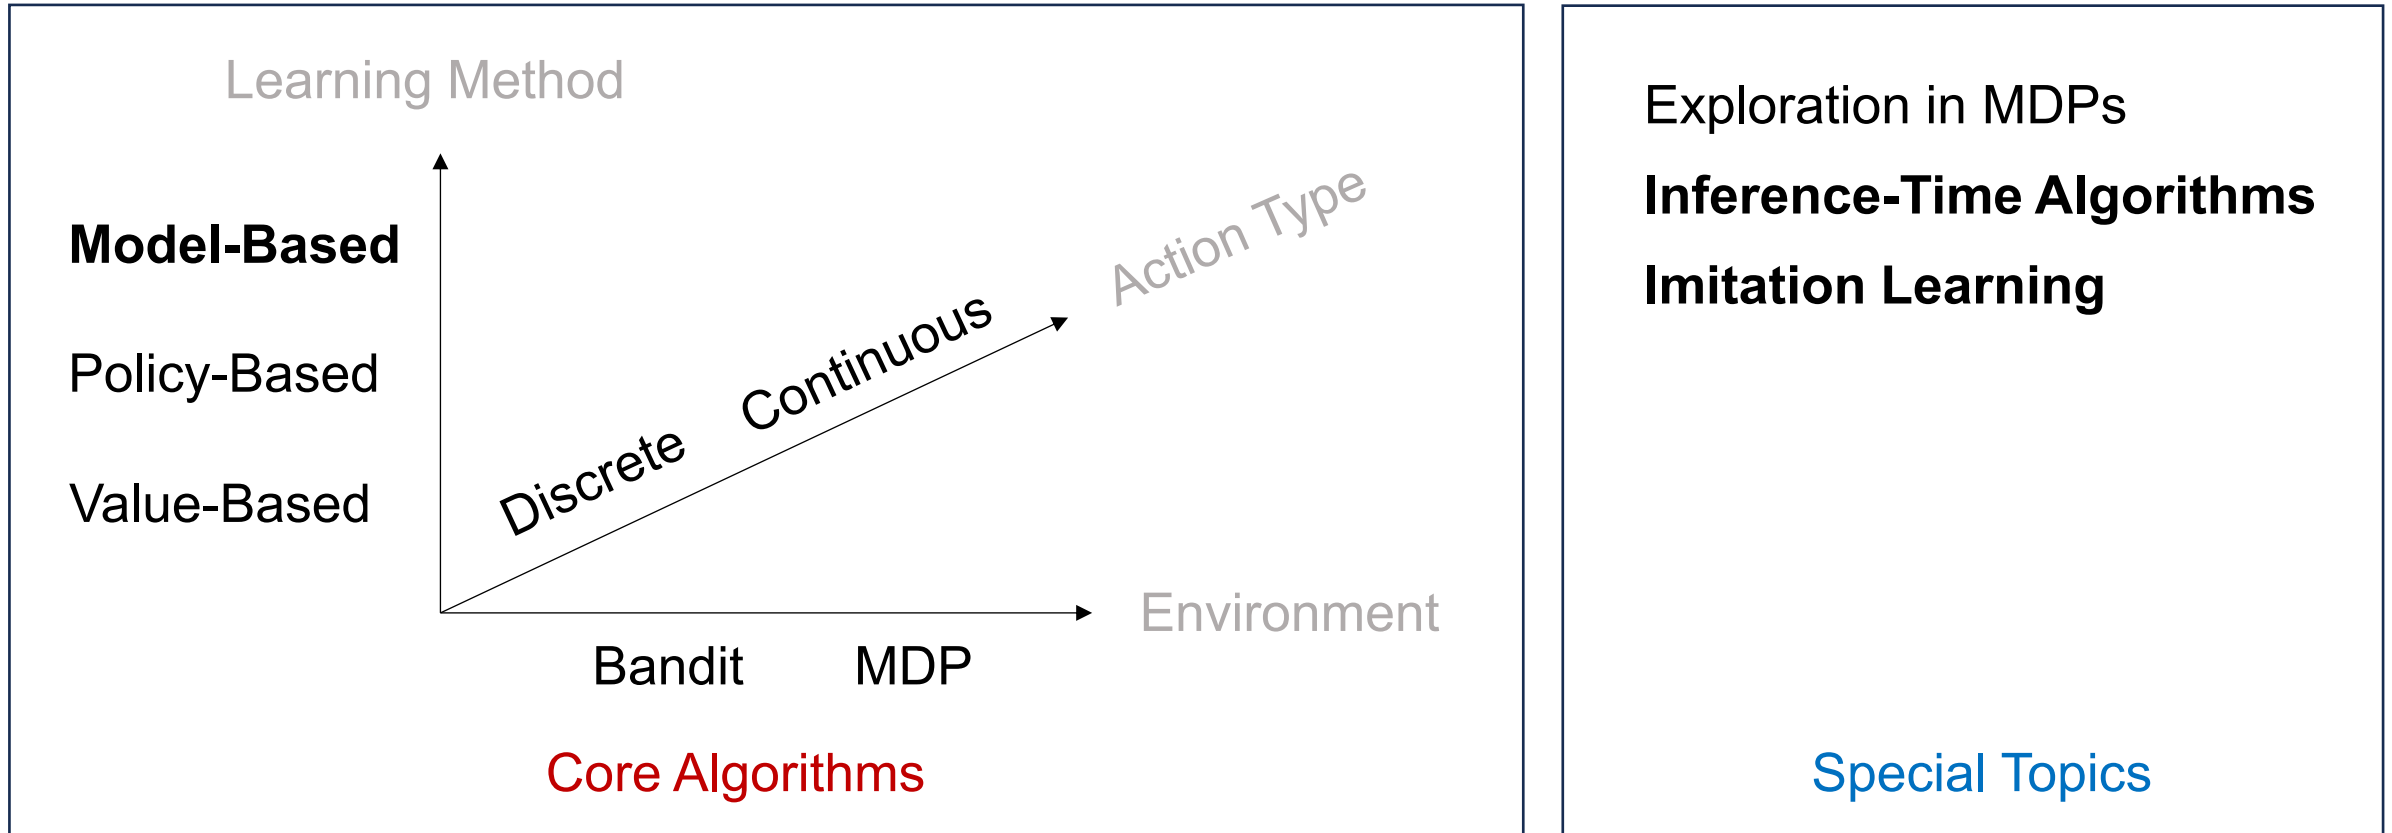 Learning Method
Model-Based
Policy-Based
Value-Based
Discrete
Continuous
Action Type
Environment
Bandit
MDP
Core Algorithms
Exploration in MDPs
Inference-Time Algorithms
Imitation Learning
Special Topics